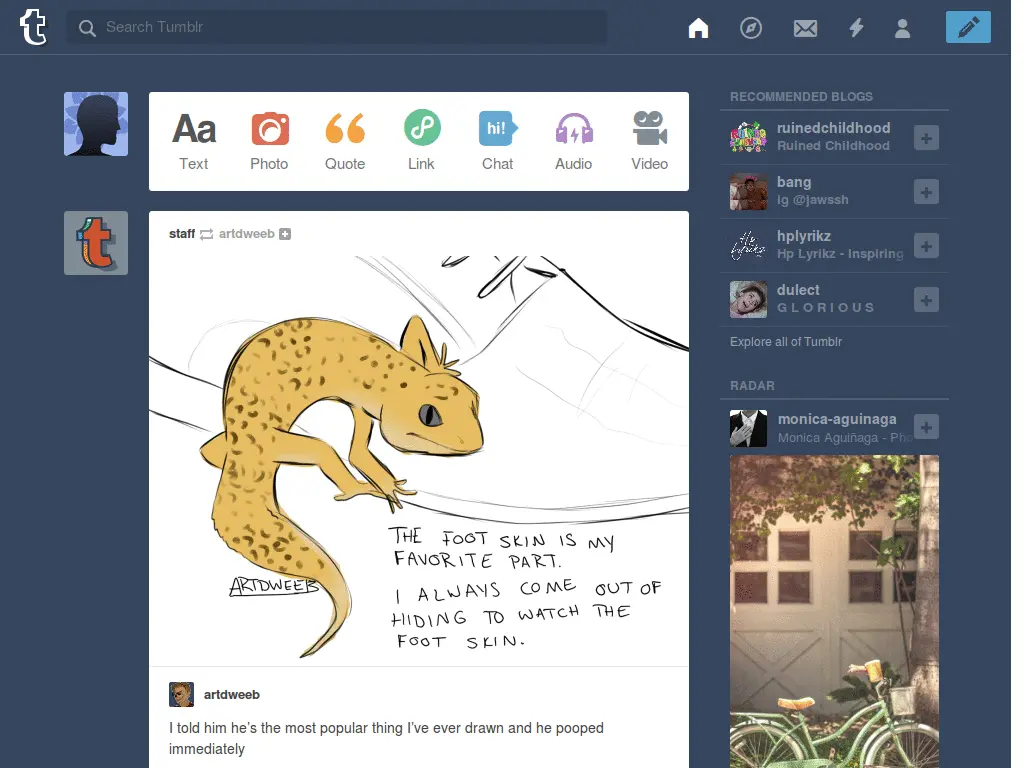 t
Search Tumblr
Aa
Text
Photo
Quote
Link
hi!
Chat
Audio
Video
RECOMMENDED BLOGS
ruinedchildhood
Ruined Childhood
bang
ig @jawssh
hplyrikz
Hp Lyrikz - Inspiring
dulect
G L O R I O U S
Explore all of Tumblr
RADAR
monica-aguinaga
Monica Aguiñaga - Pho
t
staff artdweeb
THE FOOT SKIN IS MY
FAVORITE PART.
I ALWAYS COME OUT OF
HIDING TO WATCH THE
FOOT SKIN.
ARTDWEEB
artdweeb
I told him he's the most popular thing I've ever drawn and he pooped
immediately